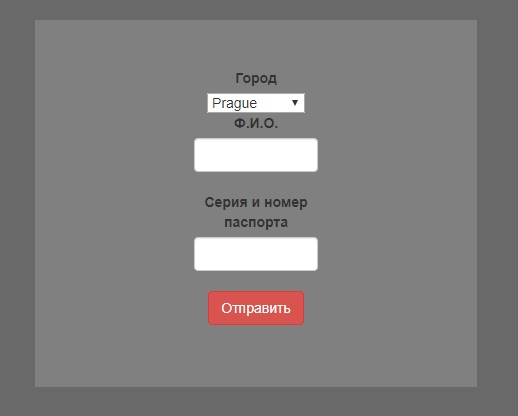 Город
Prague
Ф.И.О.
Серия и номер
паспорта
Отправить